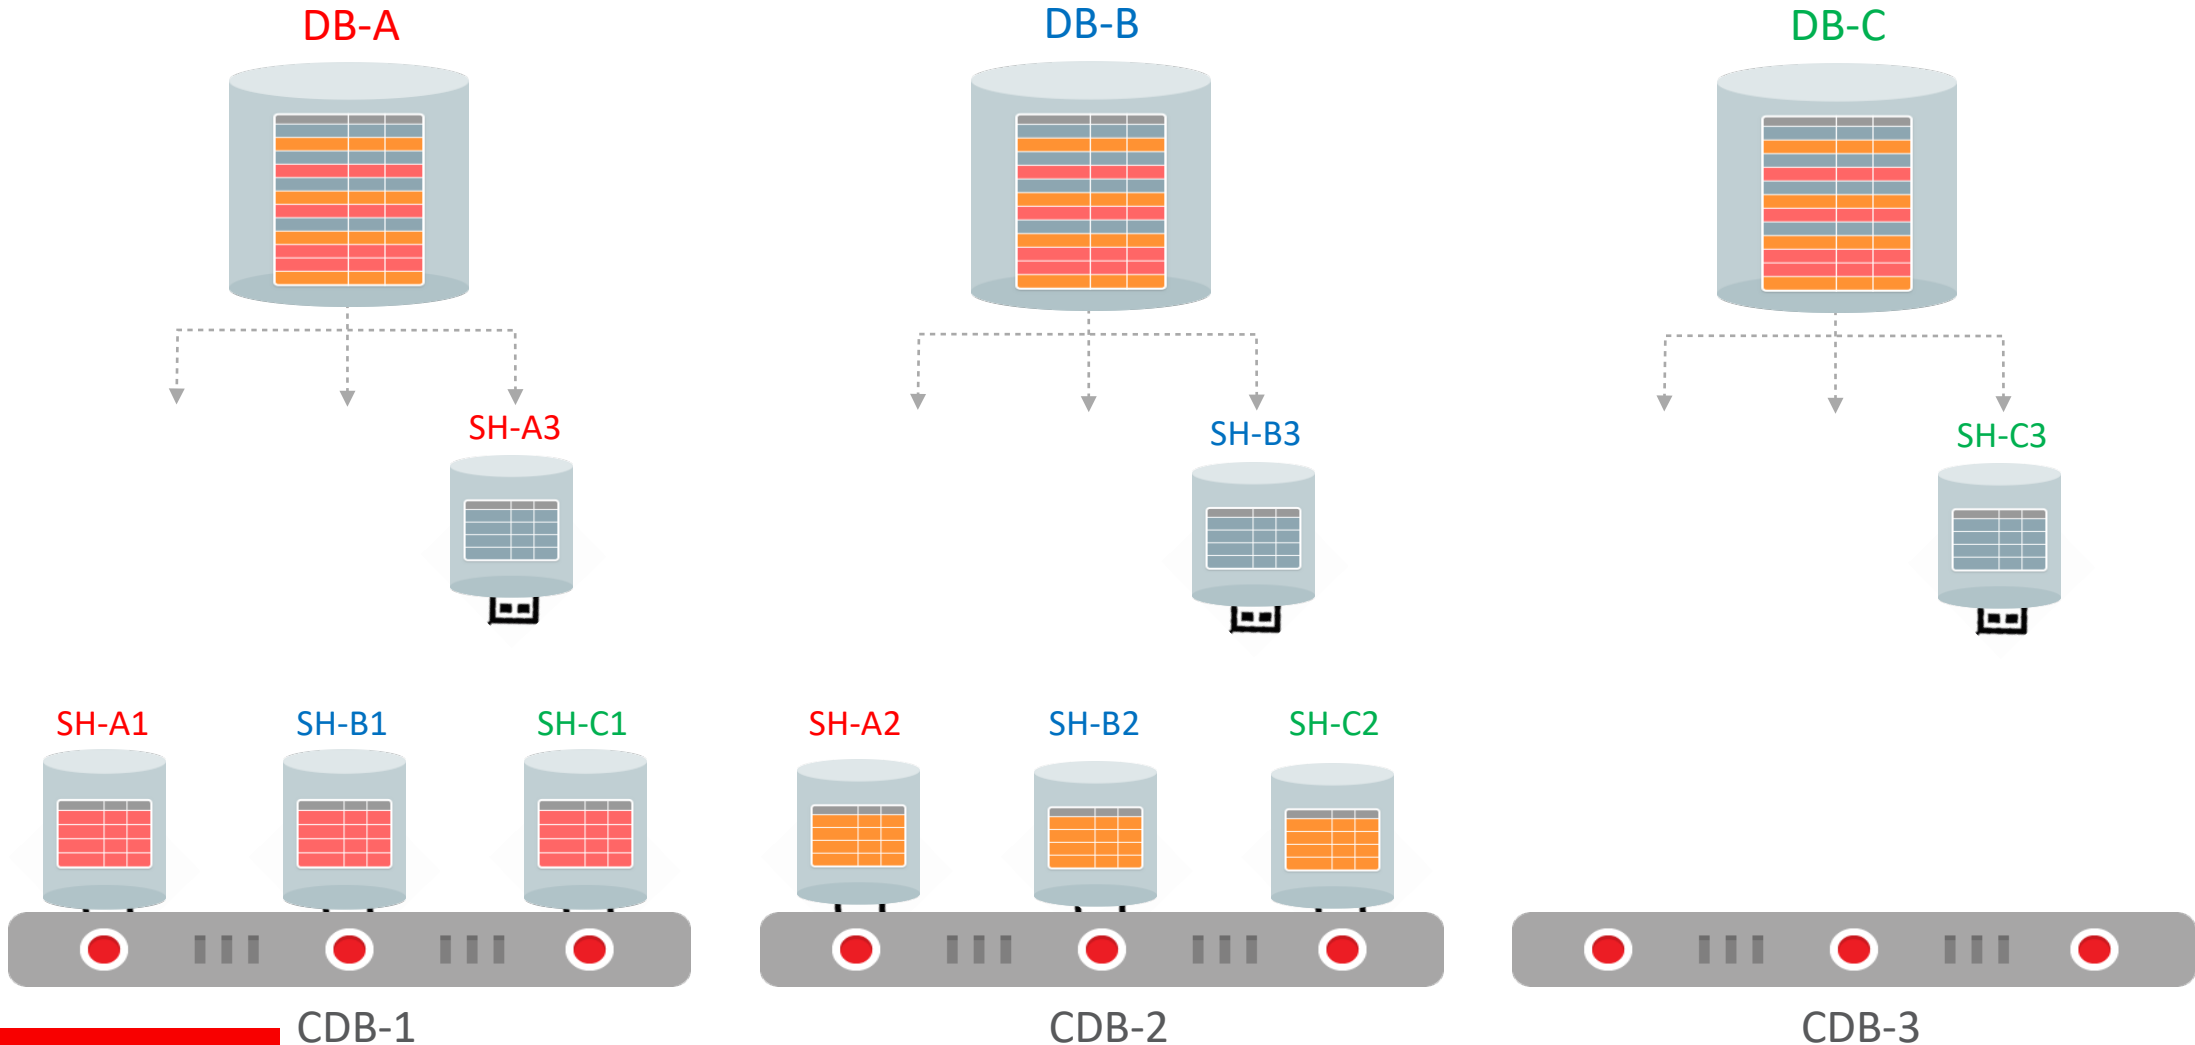 DB-A
DB-B
DB-C
SH-A3
SH-B3
SH-C3
SH-A1
SH-B1
SH-C1
SH-A2
SH-B2
SH-C2
CDB-1
CDB-2
CDB-3